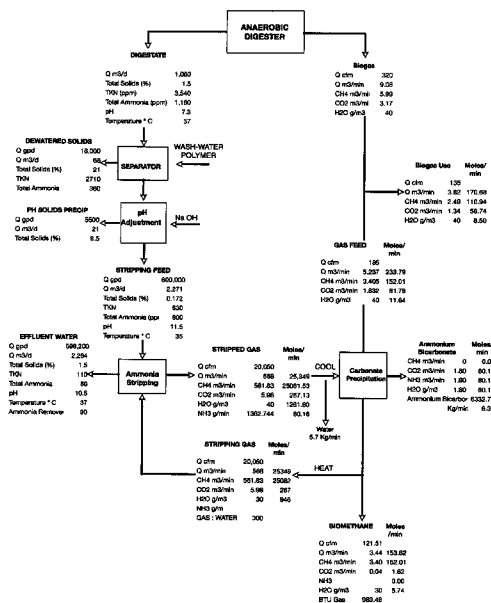 ANAEROBIC
DIGESTER
DIGESTATE
Q m3/d 1,060
Total Solids (%) 1.5
TKN (ppm) 3,540
Total Ammonia (ppm) 1,180
pH 7.3
Temperature * C 37
Biogas
Q cfm 320
Q m3/min 9.06
CH4 m3/mi 5.89
CO2 m3/mi 3.17
H2O g/m3 40
DEWATERED SOLIDS
Q gpd 18,000
Q m3/d 68
Total Solids (%) 21
TKN 2710
Total Ammonia 360
WASH-WATER
POLYMER
SEPARATOR
Biogas Use Moles/
min
Q cfm 135
Q m3/min 3.82 170.68
CH4 m3/min 2.49 110.94
CO2 m3/min 1.34 59.74
H2O g/m3 40 8.50
PH SOLIDS PRECIP
Q gpd 5500
Q m3/d 21
Total Solids (%) 8.5
pH
Adjustment
Na OH
GAS FEED Moles/
min
Q cfm 185
Q m3/min 5.237 233.79
CH4 m3/min 3.405 152.01
CO2 m3/min 1.832 81.78
H2O g/m3 40 11.64
STRIPPING FEED
Q gpd 600,000
Q m3/d 2,271
Total Solids (%) 0.172
TKN 630
Total Ammonia (ppr 800
pH 11.5
Temperature * C 35
EFFLUENT WATER
Q gpd 598,200
Q m3/d 2,264
Total Solids (%) 1.5
TKN 110
Total Ammonia 80
pH 10.5
Temperature * C 37
Ammonia Remover 90
Ammonia
Stripping
STRIPPED GAS Moles/
min
Q cfm 20,050
Q m3/min 568 25,349
CH4 m3/min 561.83 25081.53
CO2 m3/min 5.98 267.13
H2O g/m3 40 1261.80
NH3 g/min 1362.744 80.16
COOL
Water
5.7 Kg/min
Carbonate
Precipitation
Ammonium Moles/
Bicarbonate min
CH4 m3/min 0 0.0
CO2 m3/min 1.80 80.1
NH3 m3/min 1.80 80.1
H2O g/m3 1.80 80.1
Ammonium Bicarbor 6332.7
Kg/min 6.3
STRIPPING GAS Moles/
min
Q cfm 20,050
Q m3/min 568 25349
CH4 m3/min 561.83 25082
CO2 m3/min 5.98 267
H2O g/m3 30 946
NH3 g/m
GAS : WATER 300
HEAT
BIOMETHANE Moles
/min
Q cfm 121.51
Q m3/min 3.44 153.62
CH4 m3/min 3.40 152.01
CO2 m3/min 0.04 1.62
NH3 0.00
H2O g/m3 30 5.74
BTU Gas 983.48